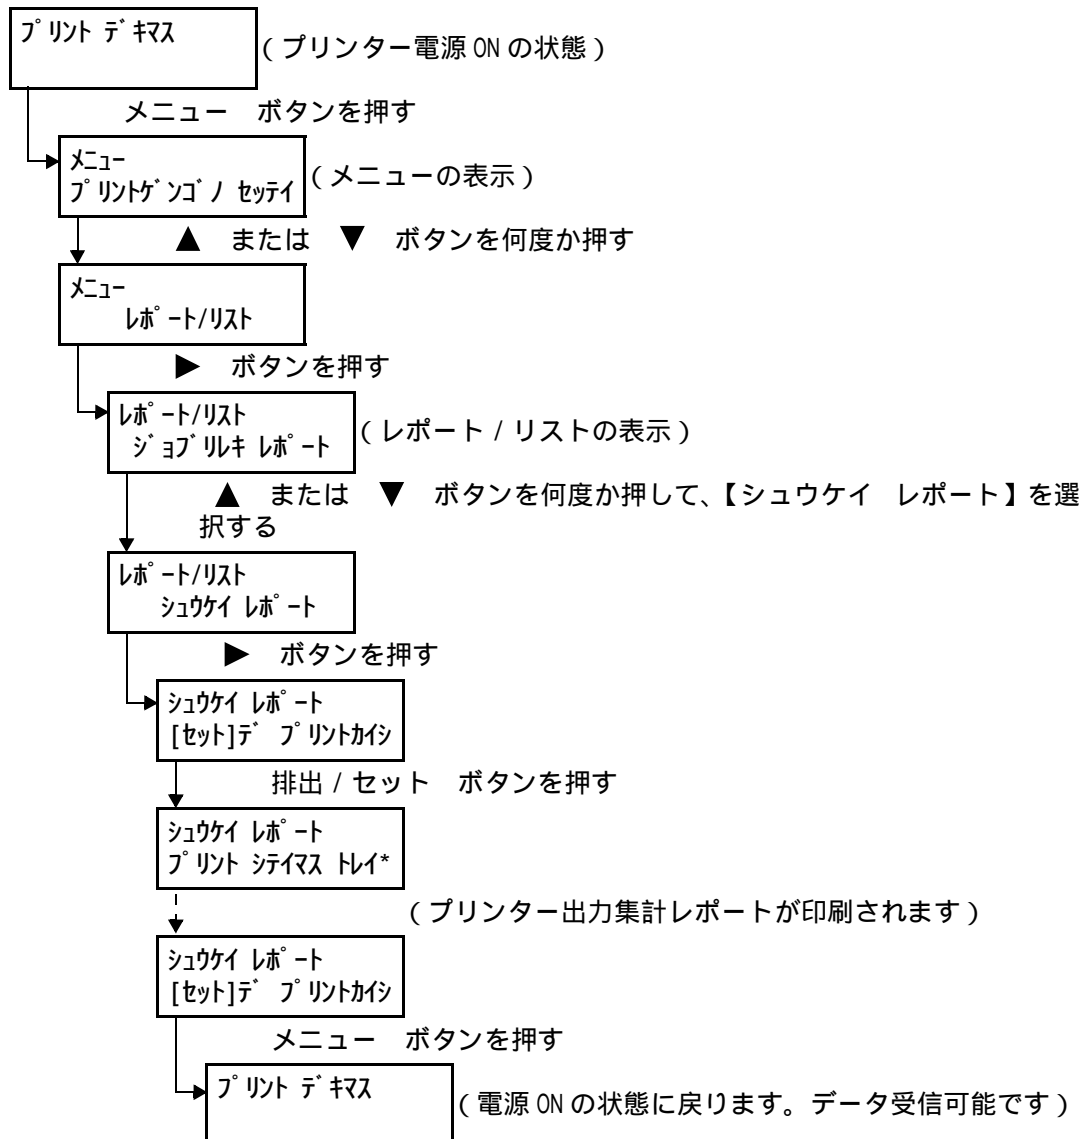 ﾌﾟﾘﾝﾄ ﾃﾞｷﾏｽ
(プリンター電源 ON の状態)
メニュー　ボタンを押す
ﾒﾆｭｰ
ﾌﾟﾘﾝﾄｹﾞﾝｺﾞﾉ ｾｯﾃｲ
(メニューの表示)
▲　または　▼　ボタンを何度か押す
ﾒﾆｭｰ
ﾚﾎﾟｰﾄ/ﾘｽﾄ
▶　ボタンを押す
ﾚﾎﾟｰﾄ/ﾘｽﾄ
ｼﾞｮﾌﾞﾘﾚｷ ﾚﾎﾟｰﾄ
(レポート / リストの表示)
▲　または　▼　ボタンを何度か押して、【シュウケイ　レポート】を選
択する
ﾚﾎﾟｰﾄ/ﾘｽﾄ
ｼｭｳｹｲ ﾚﾎﾟｰﾄ
▶　ボタンを押す
ｼｭｳｹｲ ﾚﾎﾟｰﾄ
[ｾｯﾄ]ﾃﾞ ﾌﾟﾘﾝﾄｶｲｼ
排出 / セット　ボタンを押す
ｼｭｳｹｲ ﾚﾎﾟｰﾄ
ﾌﾟﾘﾝﾄ ｼﾃｲﾏｽ ﾄﾚｲ*
(プリンター出力集計レポートが印刷されます)
ｼｭｳｹｲ ﾚﾎﾟｰﾄ
[ｾｯﾄ]ﾃﾞ ﾌﾟﾘﾝﾄｶｲｼ
メニュー　ボタンを押す
ﾌﾟﾘﾝﾄ ﾃﾞｷﾏｽ
(電源 ON の状態に戻ります。データ受信可能です)